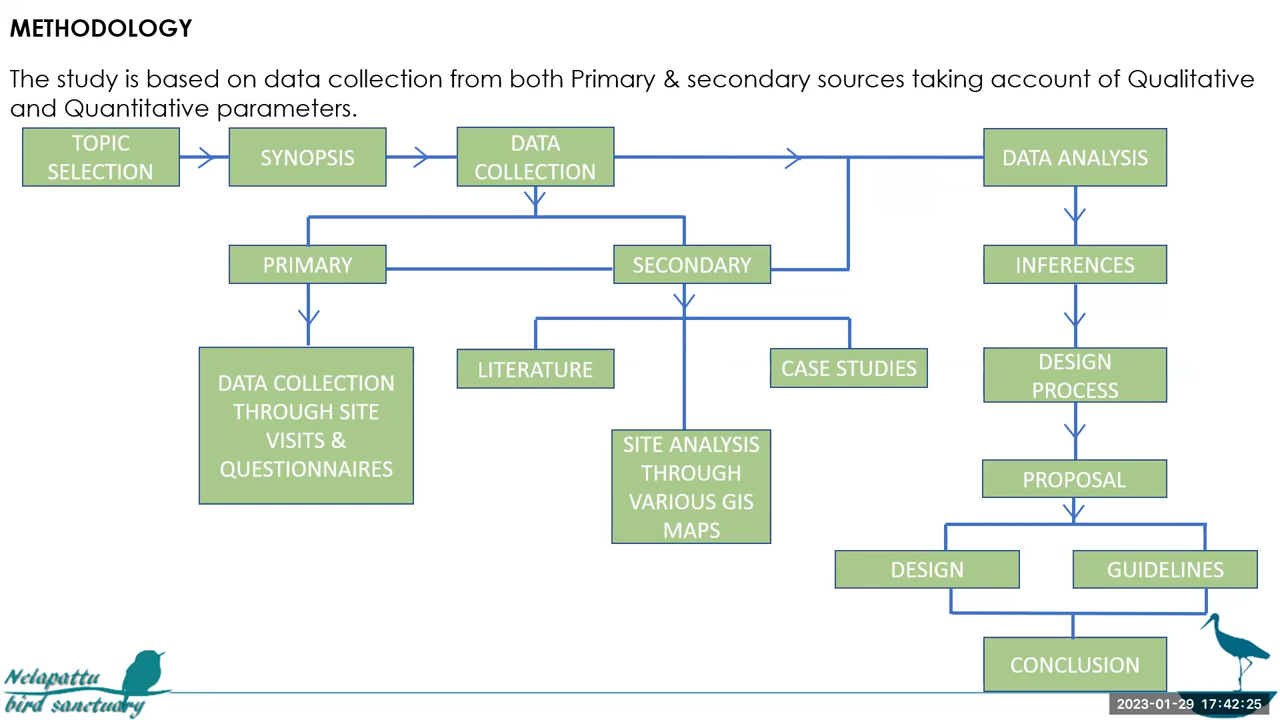 METHODOLOGY
The study is based on data collection from both Primary & secondary sources taking account of Qualitative
and Quantitative parameters.
TOPIC
SELECTION
SYNOPSIS
DATA
COLLECTION
DATA ANALYSIS
PRIMARY
SECONDARY
INFERENCES
DATA COLLECTION
THROUGH SITE
VISITS &
QUESTIONNAIRES
LITERATURE
CASE STUDIES
DESIGN
PROCESS
SITE ANALYSIS
THROUGH
VARIOUS GIS
MAPS
PROPOSAL
DESIGN
GUIDELINES
CONCLUSION
Nelapattu
bird sanctuary
2023-01-29 17:42:25